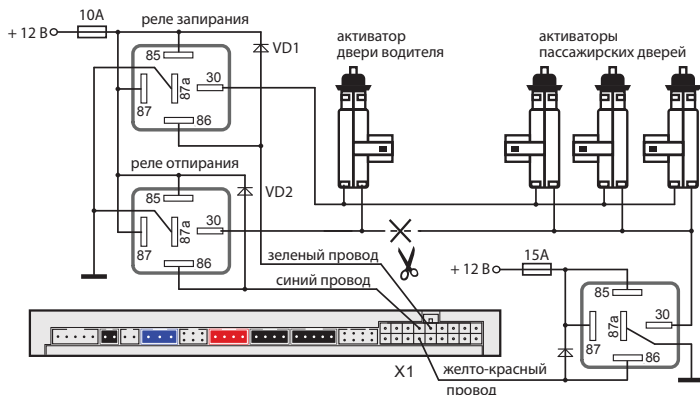 10А
реле запирания
+ 12 В
VD1
активатор
двери водителя
активаторы
пассажирских дверей
85
87
87а
30
86
реле отпирания
85
VD2
87
87а
30
86
зеленый провод
синий провод
15А
+ 12 В
85
87
87а
30
86
X1
желто-красный
провод